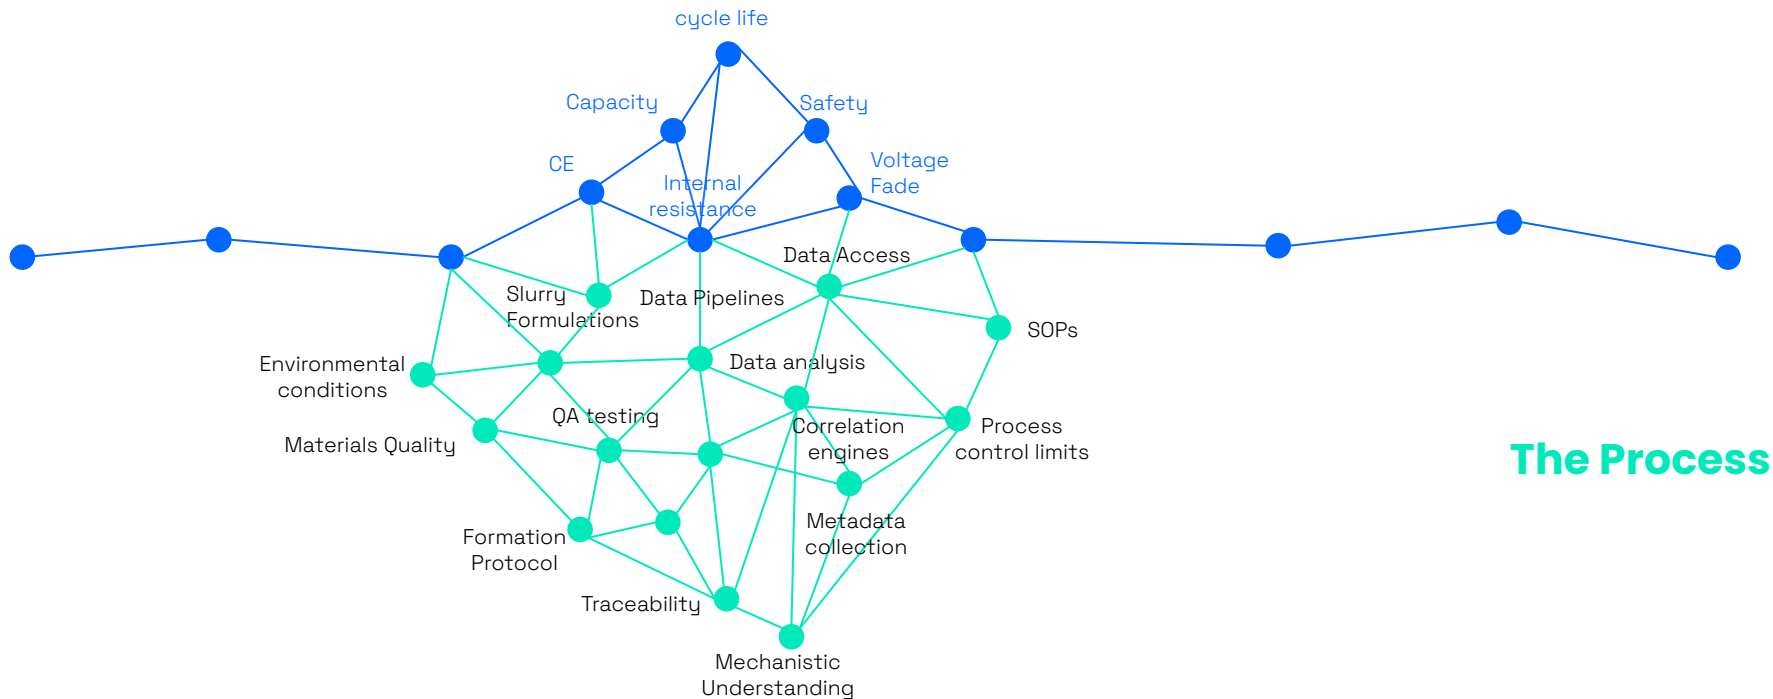 cycle life
Capacity
Safety
CE
Voltage
Fade
Internal
resistance
Data Access
Slurry
Formulations
Data Pipelines
SOPs
Environmental
conditions
Data analysis
QA testing
Materials Quality
Correlation
engines
Process
control limits
The Process
Formation
Protocol
Metadata
collection
Traceability
Mechanistic
Understanding